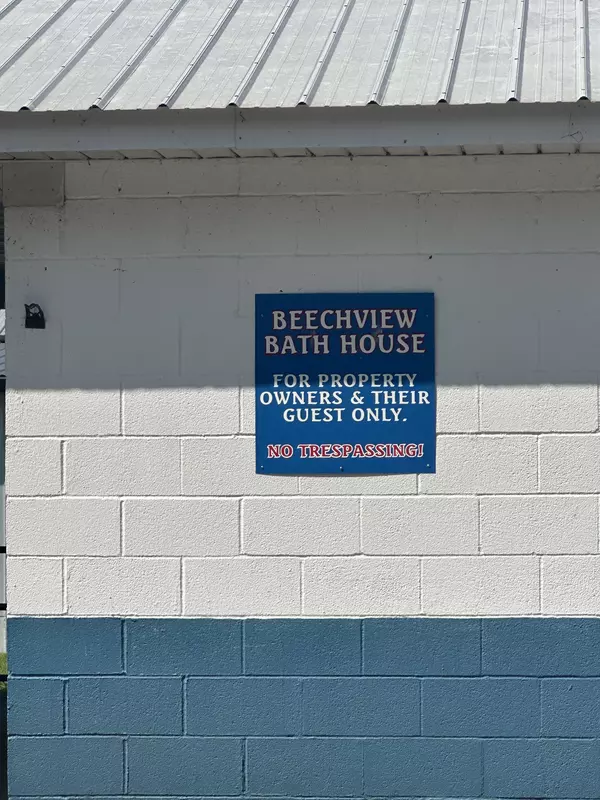 BEECHVIEW
BATH HOUSE
FOR PROPERTY
OWNERS & THEIR
GUEST ONLY.
NO TRESPASSING!